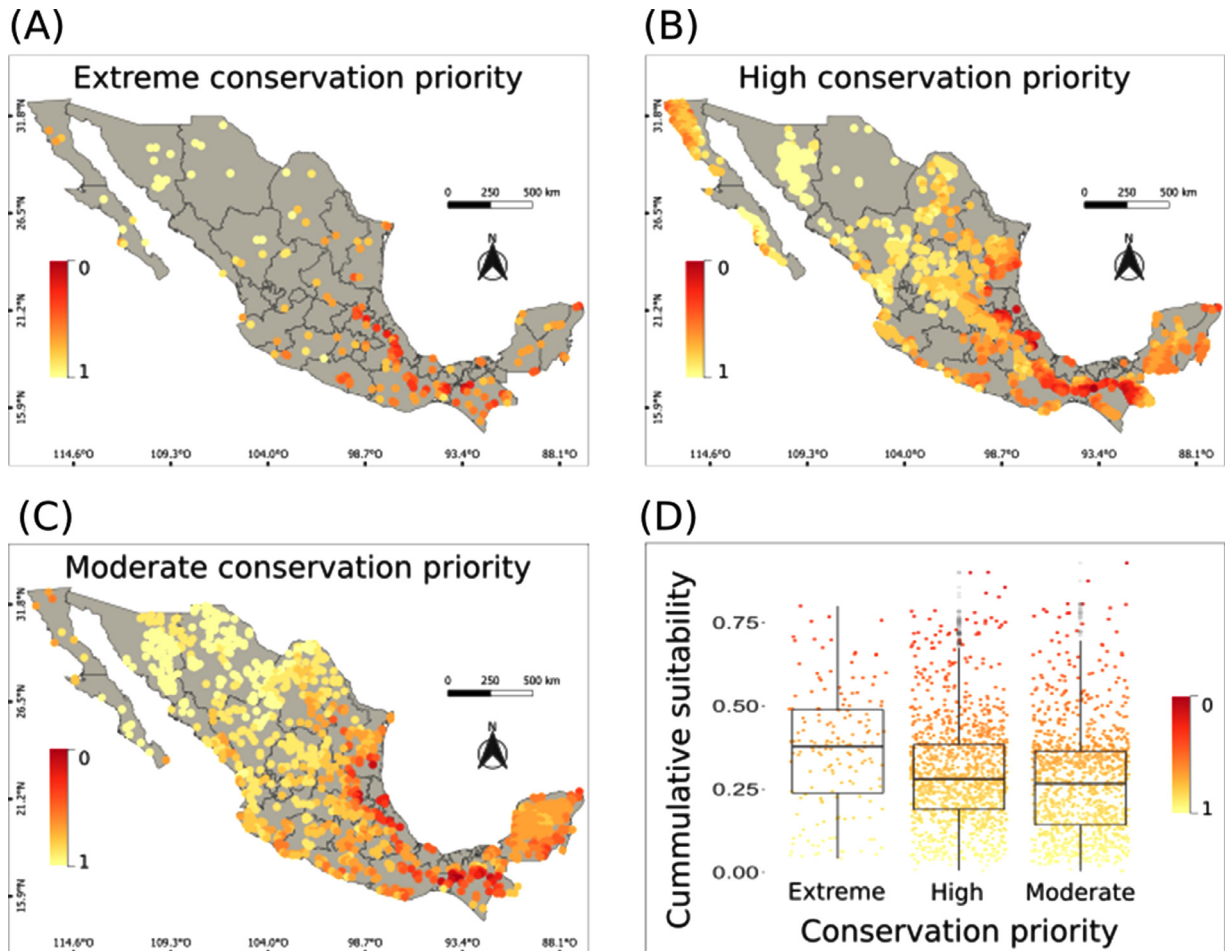 (A)
Extreme conservation priority
31.8°N
26.5°N
21.2°N
15.9°N
0 250 500 km
N
0
1
114.6°O 109.3°O 104.0°O 98.7°O 93.4°O 88.1°O
(B)
High conservation priority
31.8°N
26.5°N
21.2°N
15.9°N
0 250 500 km
N
0
1
114.6°O 109.3°O 104.0°O 98.7°O 93.4°O 88.1°O
(C)
Moderate conservation priority
31.8°N
26.5°N
21.2°N
15.9°N
0 250 500 km
N
0
1
114.6°O 109.3°O 104.0°O 98.7°O 93.4°O 88.1°O
(D)
Cummulative suitability
0.75
0.50
0.25
0.00
0
1
Extreme High Moderate
Conservation priority